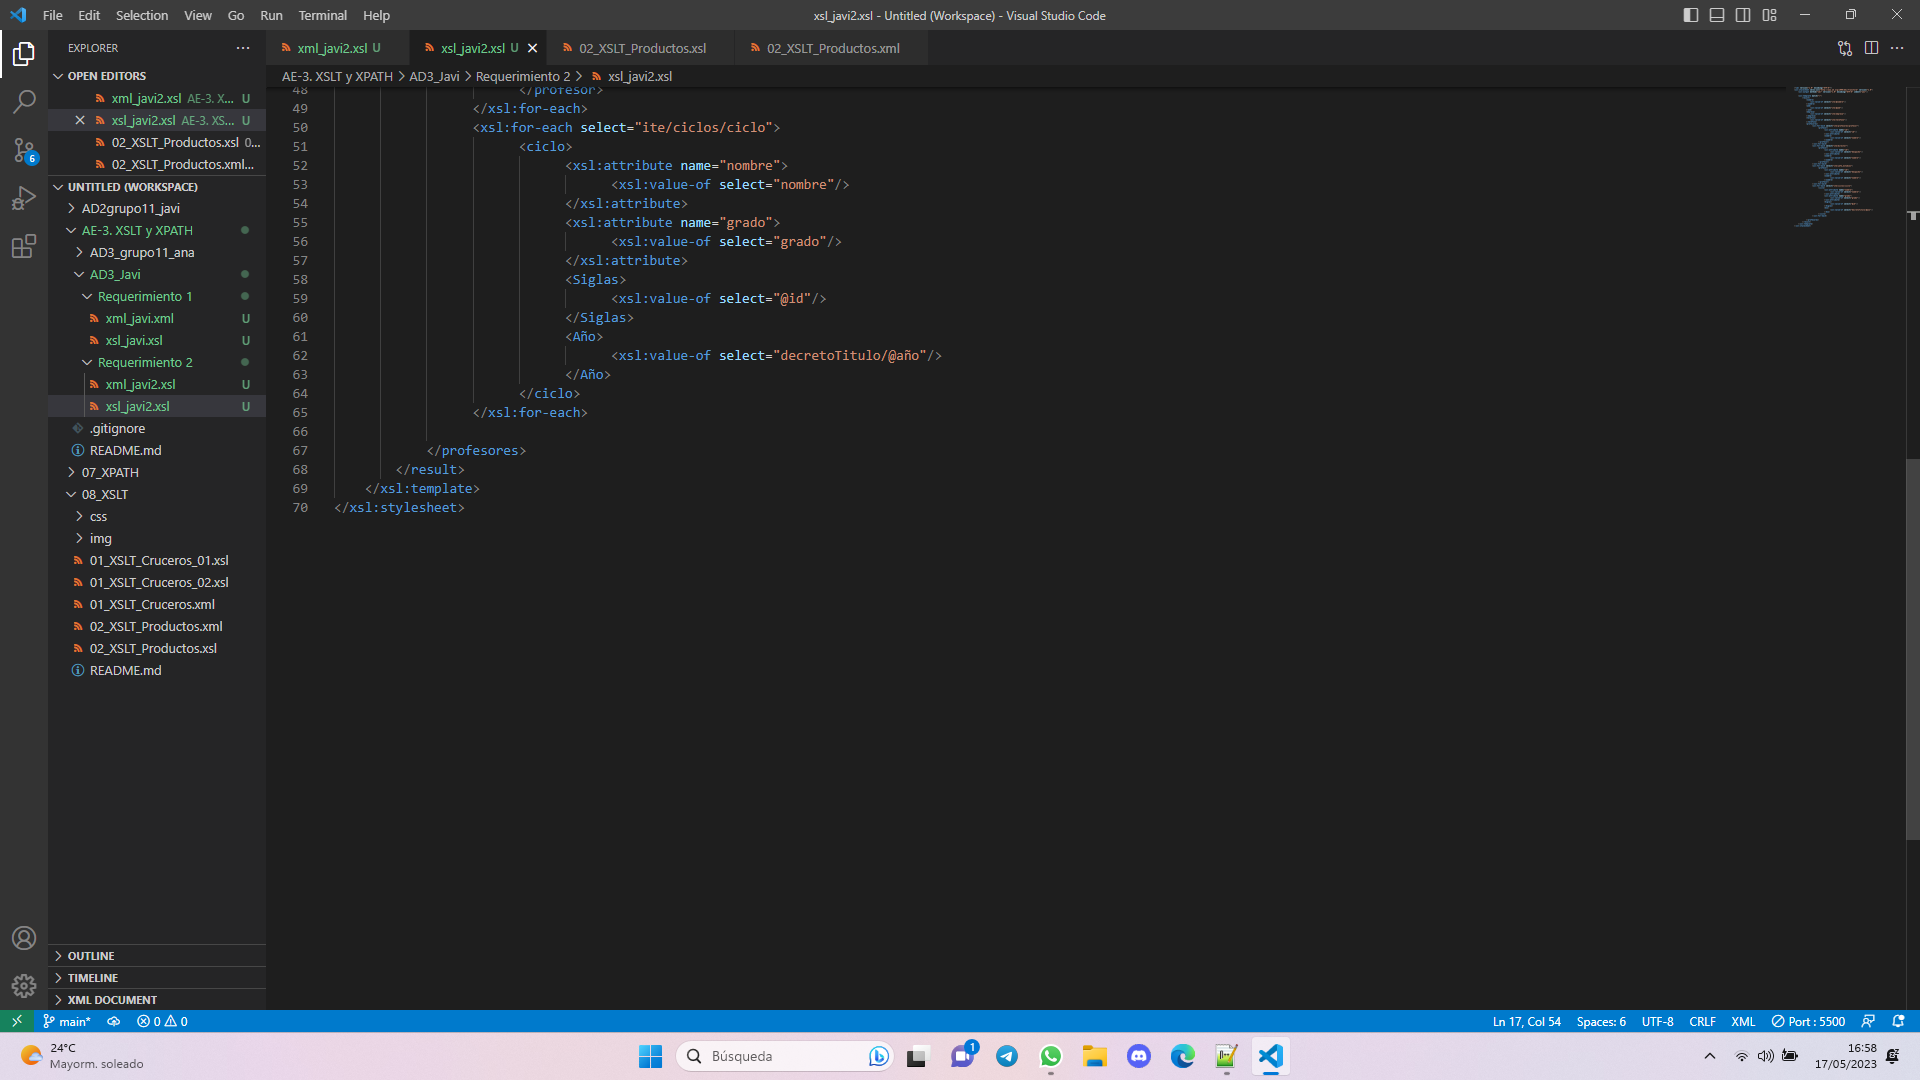 File Edit Selection View Go Run Terminal Help
xsl_javi2.xsl - Untitled (Workspace) - Visual Studio Code
EXPLORER
OPEN EDITORS
xml_javi2.xsl AE-3. X... U
xsl_javi2.xsl AE-3. XS... U
02_XSLT_Productos.xsl 0...
02_XSLT_Productos.xml...
UNTITLED (WORKSPACE)
AD2grupo11_javi
AE-3. XSLT y XPATH
AD3_grupo11_ana
AD3_Javi
Requerimiento 1
xml_javi.xml U
xsl_javi.xsl U
Requerimiento 2
xml_javi2.xsl U
xsl_javi2.xsl U
.gitignore
README.md
07_XPATH
08_XSLT
css
img
01_XSLT_Cruceros_01.xsl
01_XSLT_Cruceros_02.xsl
01_XSLT_Cruceros.xml
02_XSLT_Productos.xml
02_XSLT_Productos.xsl
README.md
OUTLINE
TIMELINE
XML DOCUMENT
6
xml_javi2.xsl U xsl_javi2.xsl U 02_XSLT_Productos.xsl 02_XSLT_Productos.xml
AE-3. XSLT y XPATH > AD3_Javi > Requerimiento 2 > xsl_javi2.xsl
48 </profesor>
49 </xsl:for-each>
50 <xsl:for-each select="ite/ciclos/ciclo">
51 <ciclo>
52 <xsl:attribute name="nombre">
53 <xsl:value-of select="nombre"/>
54 </xsl:attribute>
55 <xsl:attribute name="grado">
56 <xsl:value-of select="grado"/>
57 </xsl:attribute>
58 <Siglas>
59 <xsl:value-of select="@id"/>
60 </Siglas>
61 <Año>
62 <xsl:value-of select="decretoTitulo/@año"/>
63 </Año>
64 </ciclo>
65 </xsl:for-each>
66
67 </profesores>
68 </result>
69 </xsl:template>
70 </xsl:stylesheet>
main* 0 0
Ln 17, Col 54 Spaces: 6 UTF-8 CRLF XML Port : 5500
24°C
Mayorm. soleado
Búsqueda
1
16:58
17/05/2023